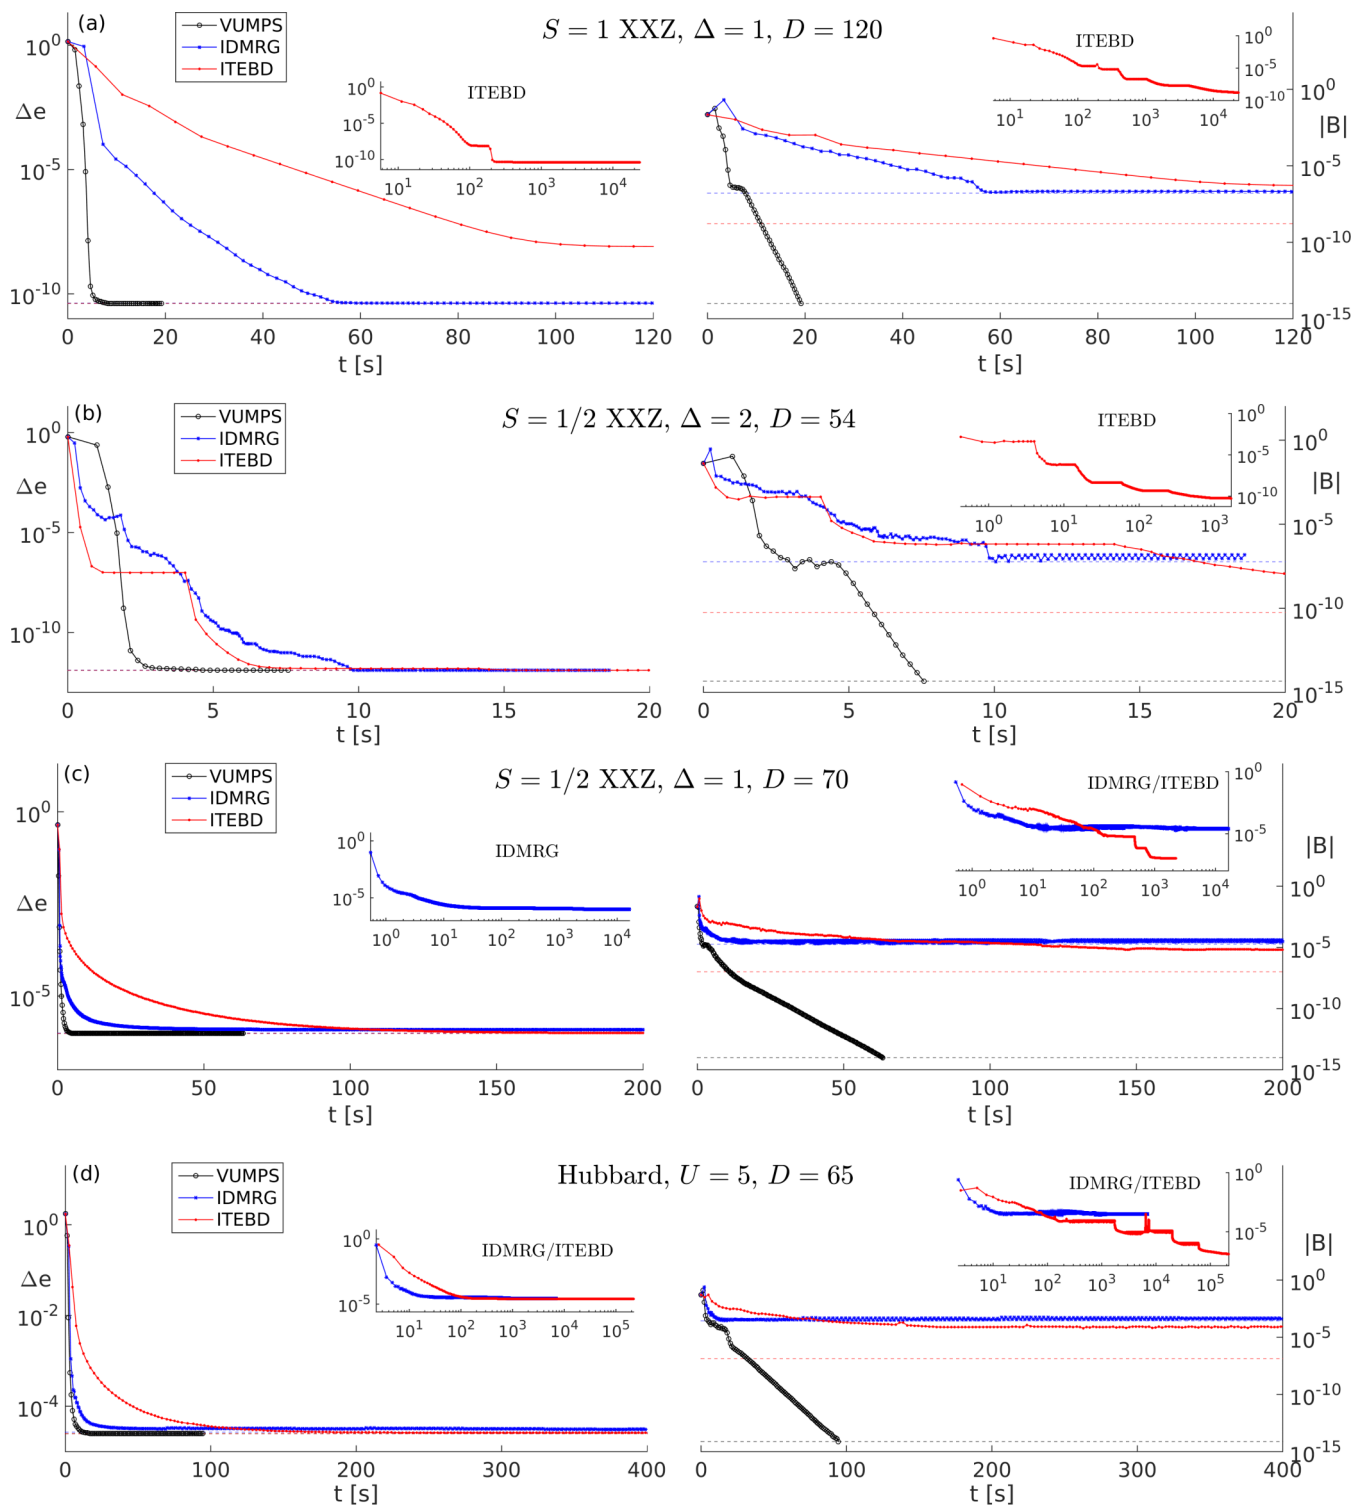 (a)
S = 1 XXZ, Δ = 1, D = 120
VUMPS
IDMRG
ITEBD
Δe
10^0
10^-5
10^-10
0 20 40 60 80 100 120
t [s]
ITEBD
10^0
10^-5
10^-10
10^1 10^2 10^3 10^4
|B|
10^0
10^-5
10^-10
10^-15
0 20 40 60 80 100 120
t [s]
ITEBD
10^0
10^-5
10^-10
10^1 10^2 10^3 10^4
(b)
S = 1/2 XXZ, Δ = 2, D = 54
VUMPS
IDMRG
ITEBD
Δe
10^0
10^-5
10^-10
0 5 10 15 20
t [s]
|B|
10^0
10^-5
10^-10
10^-15
0 5 10 15 20
t [s]
ITEBD
10^0
10^-5
10^-10
10^0 10^1 10^2 10^3
(c)
S = 1/2 XXZ, Δ = 1, D = 70
VUMPS
IDMRG
ITEBD
Δe
10^0
10^-5
0 50 100 150 200
t [s]
IDMRG
10^0
10^-5
10^0 10^1 10^2 10^3 10^4
|B|
10^0
10^-5
10^-10
10^-15
0 50 100 150 200
t [s]
IDMRG/ITEBD
10^0
10^-5
10^0 10^1 10^2 10^3 10^4
(d)
Hubbard, U = 5, D = 65
VUMPS
IDMRG
ITEBD
Δe
10^0
10^-2
10^-4
0 100 200 300 400
t [s]
IDMRG/ITEBD
10^0
10^-5
10^1 10^2 10^3 10^4 10^5
|B|
10^0
10^-5
10^-10
10^-15
0 100 200 300 400
t [s]
IDMRG/ITEBD
10^0
10^-5
10^1 10^2 10^3 10^4 10^5